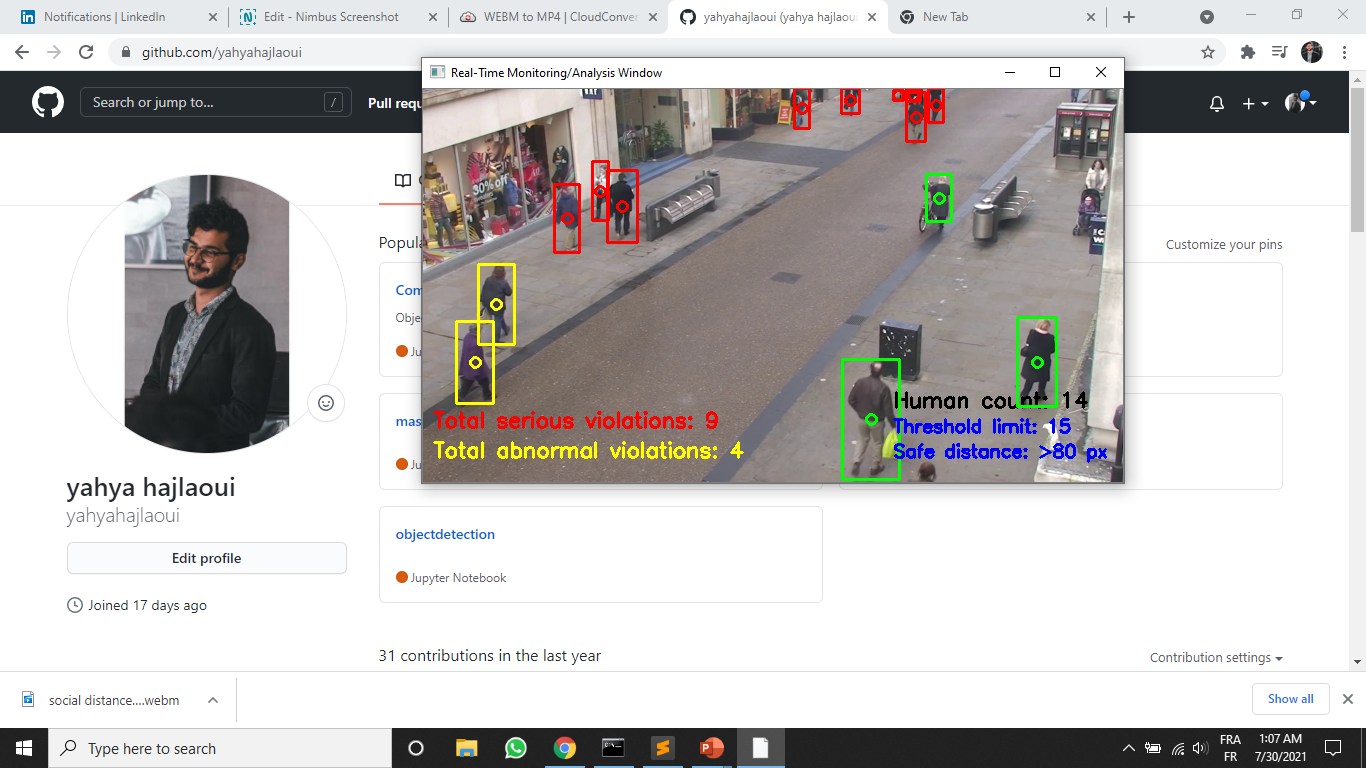 Notifications | LinkedIn
Edit - Nimbus Screenshot
WEBM to MP4 | CloudConver
yahyahajlaoui (yahya hajlaoui
New Tab
github.com/yahyahajlaoui
Real-Time Monitoring/Analysis Window
Search or jump to...
/
Pull requ
30% off
Popula
Customize your pins
Com
Objec
Ju
mas
Ju
Human count: 14
Total serious violations: 9
Threshold limit: 15
Total abnormal violations: 4
Safe distance: >80 px
yahya hajlaoui
yahyahajlaoui
Edit profile
Joined 17 days ago
objectdetection
Jupyter Notebook
31 contributions in the last year
Contribution settings
social distance....webm
Show all
Type here to search
FRA
FR
1:07 AM
7/30/2021